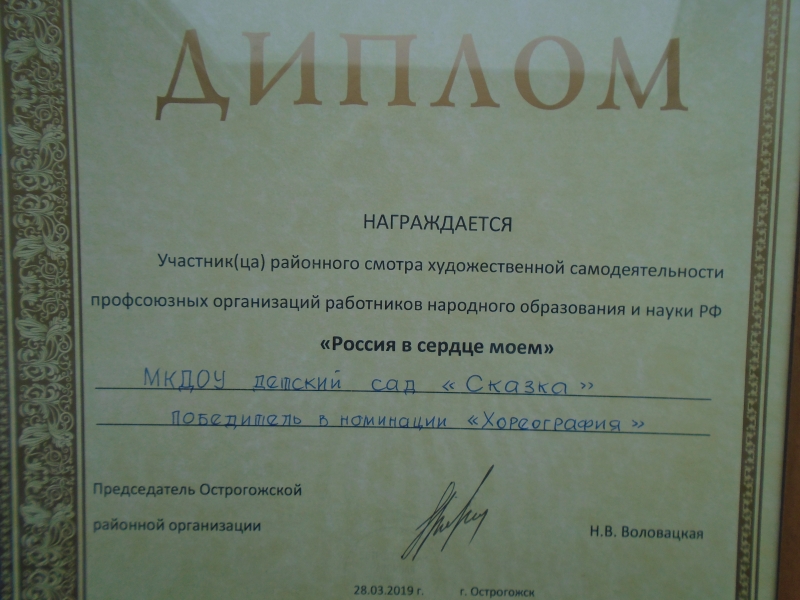 ДИПЛОМ
НАГРАЖДАЕТСЯ
Участник(ца) районного смотра художественной самодеятельности
профсоюзных организаций работников народного образования и науки РФ
«Россия в сердце моем»
МКДОУ детский сад «Сказка»
победитель в номинации «Хореография»
Председатель Острогожской
районной организации
Н.В. Воловацкая
28.03.2019 г. г. Острогожск